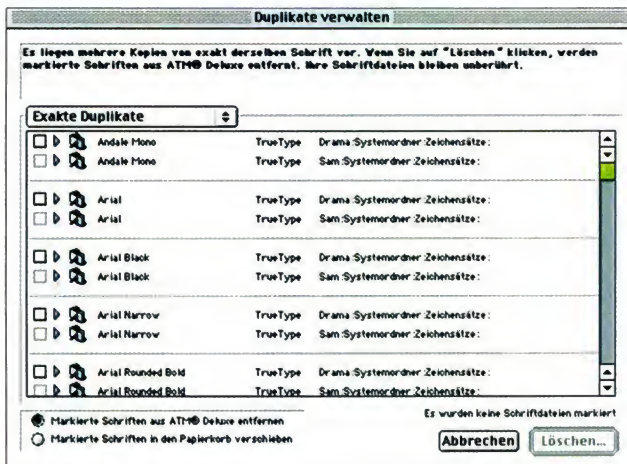 Duplikate verwalten
Es liegen mehrere Kopien von exakt derselben Schrift vor. Wenn Sie auf "Löschen" klicken, werden
markierte Schriften aus ATM® Deluxe entfernt. Ihre Schriftdateien bleiben unberührt.
Exakte Duplikate
Andale Mono TrueType Drama:Systemordner:Zeichensätze:
Andale Mono TrueType Sam:Systemordner:Zeichensätze:
Arial TrueType Drama:Systemordner:Zeichensätze:
Arial TrueType Sam:Systemordner:Zeichensätze:
Arial Black TrueType Drama:Systemordner:Zeichensätze:
Arial Black TrueType Sam:Systemordner:Zeichensätze:
Arial Narrow TrueType Drama:Systemordner:Zeichensätze:
Arial Narrow TrueType Sam:Systemordner:Zeichensätze:
Arial Rounded Bold TrueType Drama:Systemordner:Zeichensätze:
Arial Rounded Bold TrueType Sam:Systemordner:Zeichensätze:
Es wurden keine Schriftdateien markiert
Markierte Schriften aus ATM® Deluxe entfernen
Markierte Schriften in den Papierkorb verschieben
Abbrechen Löschen...